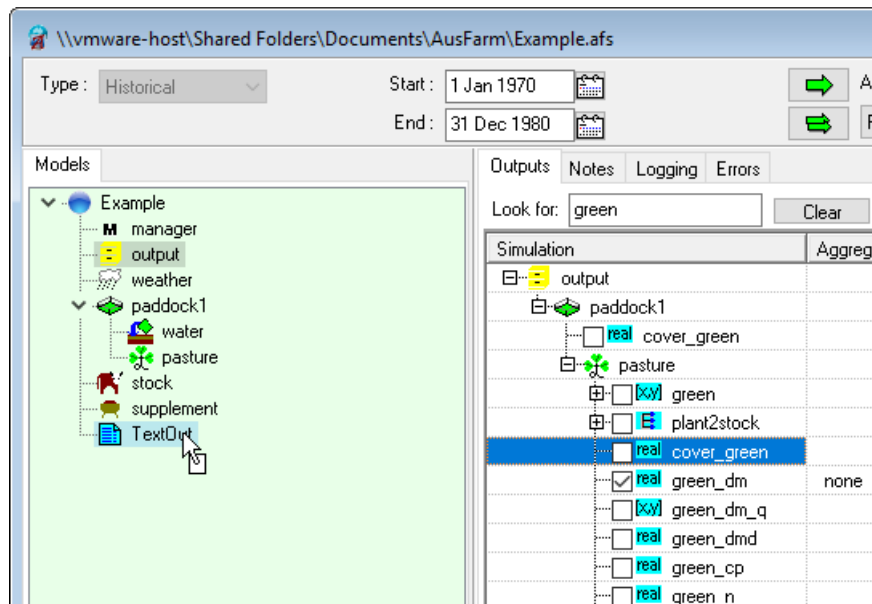 \\vmware-host\Shared Folders\Documents\AusFarm\Example.afs
Type : Historical
Start : 1 Jan 1970
End : 31 Dec 1980
Models
Example
M manager
output
weather
paddock1
water
pasture
stock
supplement
TextOut
Outputs Notes Logging Errors
Look for: green Clear
Simulation Aggreg
output
paddock1
real cover_green
pasture
[x,y] green
plant2stock
real cover_green
real green_dm none
[x,y] green_dm_q
real green_dmd
real green_cp
real green_n